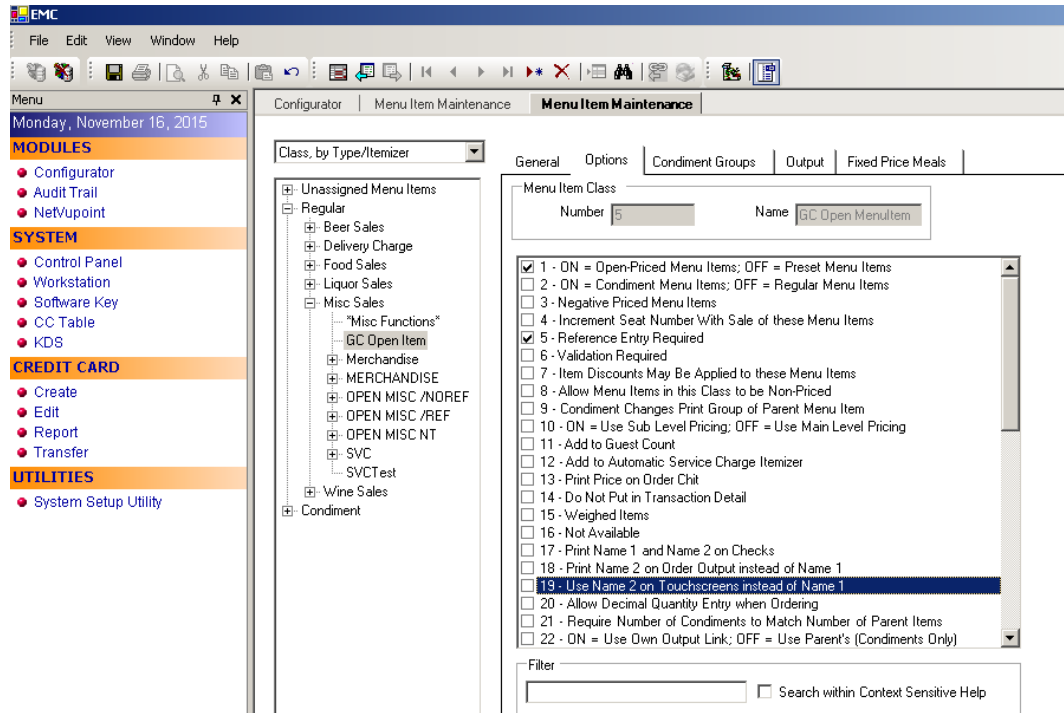 EMC
File Edit View Window Help
Menu
Monday, November 16, 2015
MODULES
Configurator
Audit Trail
NetVupoint
SYSTEM
Control Panel
Workstation
Software Key
CC Table
KDS
CREDIT CARD
Create
Edit
Report
Transfer
UTILITIES
System Setup Utility
Configurator | Menu Item Maintenance Menu Item Maintenance
Class, by Type/Itemizer
Unassigned Menu Items
Regular
Beer Sales
Delivery Charge
Food Sales
Liquor Sales
Misc Sales
*Misc Functions*
GC Open Item
Merchandise
MERCHANDISE
OPEN MISC /NOREF
OPEN MISC /REF
OPEN MISC NT
SVC
SVCTest
Wine Sales
Condiment
General Options Condiment Groups Output Fixed Price Meals
Menu Item Class
Number 5 Name GC Open MenuItem
1 - ON = Open-Priced Menu Items; OFF = Preset Menu Items
2 - ON = Condiment Menu Items; OFF = Regular Menu Items
3 - Negative Priced Menu Items
4 - Increment Seat Number With Sale of these Menu Items
5 - Reference Entry Required
6 - Validation Required
7 - Item Discounts May Be Applied to these Menu Items
8 - Allow Menu Items in this Class to be Non-Priced
9 - Condiment Changes Print Group of Parent Menu Item
10 - ON = Use Sub Level Pricing; OFF = Use Main Level Pricing
11 - Add to Guest Count
12 - Add to Automatic Service Charge Itemizer
13 - Print Price on Order Chit
14 - Do Not Put in Transaction Detail
15 - Weighed Items
16 - Not Available
17 - Print Name 1 and Name 2 on Checks
18 - Print Name 2 on Order Output instead of Name 1
19 - Use Name 2 on Touchscreens instead of Name 1
20 - Allow Decimal Quantity Entry when Ordering
21 - Require Number of Condiments to Match Number of Parent Items
22 - ON = Use Own Output Link; OFF = Use Parent's (Condiments Only)
Filter
Search within Context Sensitive Help